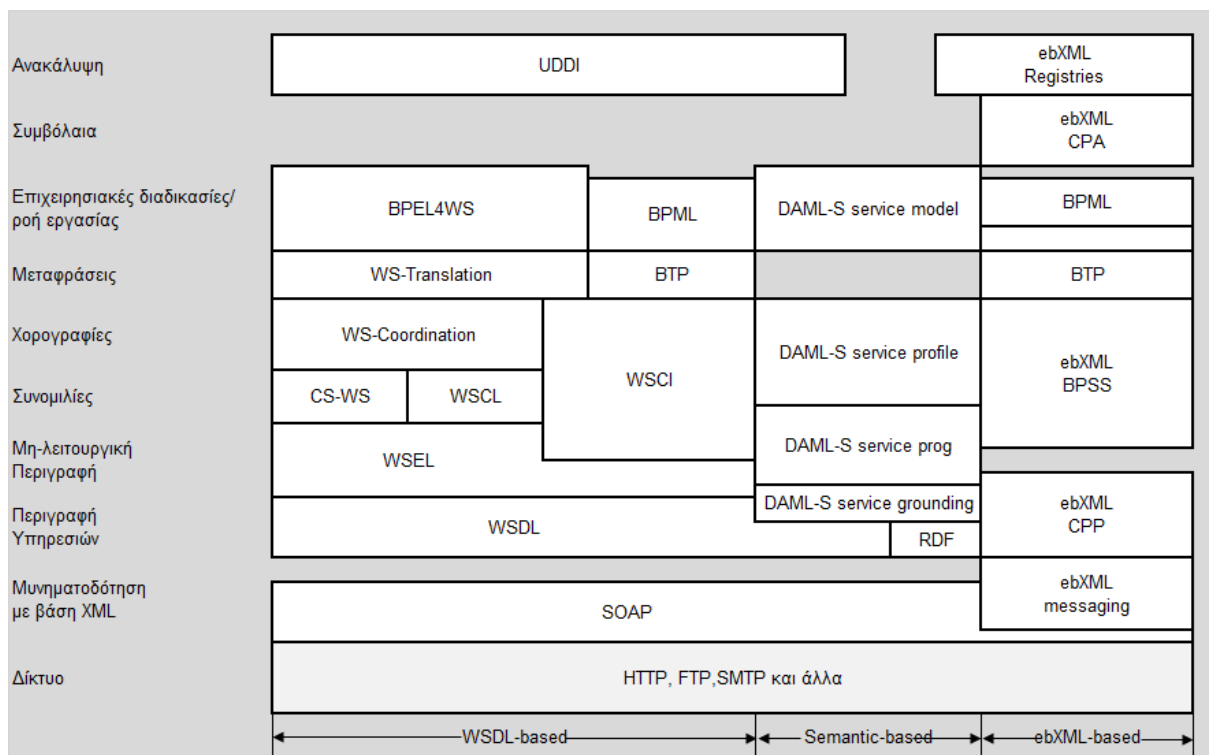 Ανακάλυψη
UDDI
ebXML
Registries
Συμβόλαια
ebXML
CPA
Επιχειρησιακές διαδικασίες/
ροή εργασίας
BPEL4WS
BPML
DAML-S service model
BPML
Μεταφράσεις
WS-Translation
BTP
BTP
Χορογραφίες
WS-Coordination
WSCI
DAML-S service profile
ebXML
BPSS
Συνομιλίες
CS-WS
WSCL
Μη-λειτουργική
Περιγραφή
WSEL
DAML-S service prog
Περιγραφή
Υπηρεσιών
WSDL
DAML-S service grounding
RDF
ebXML
CPP
Μυνηματοδότηση
με βάση XML
SOAP
ebXML
messaging
Δίκτυο
HTTP, FTP,SMTP και άλλα
WSDL-based
Semantic-based
ebXML-based